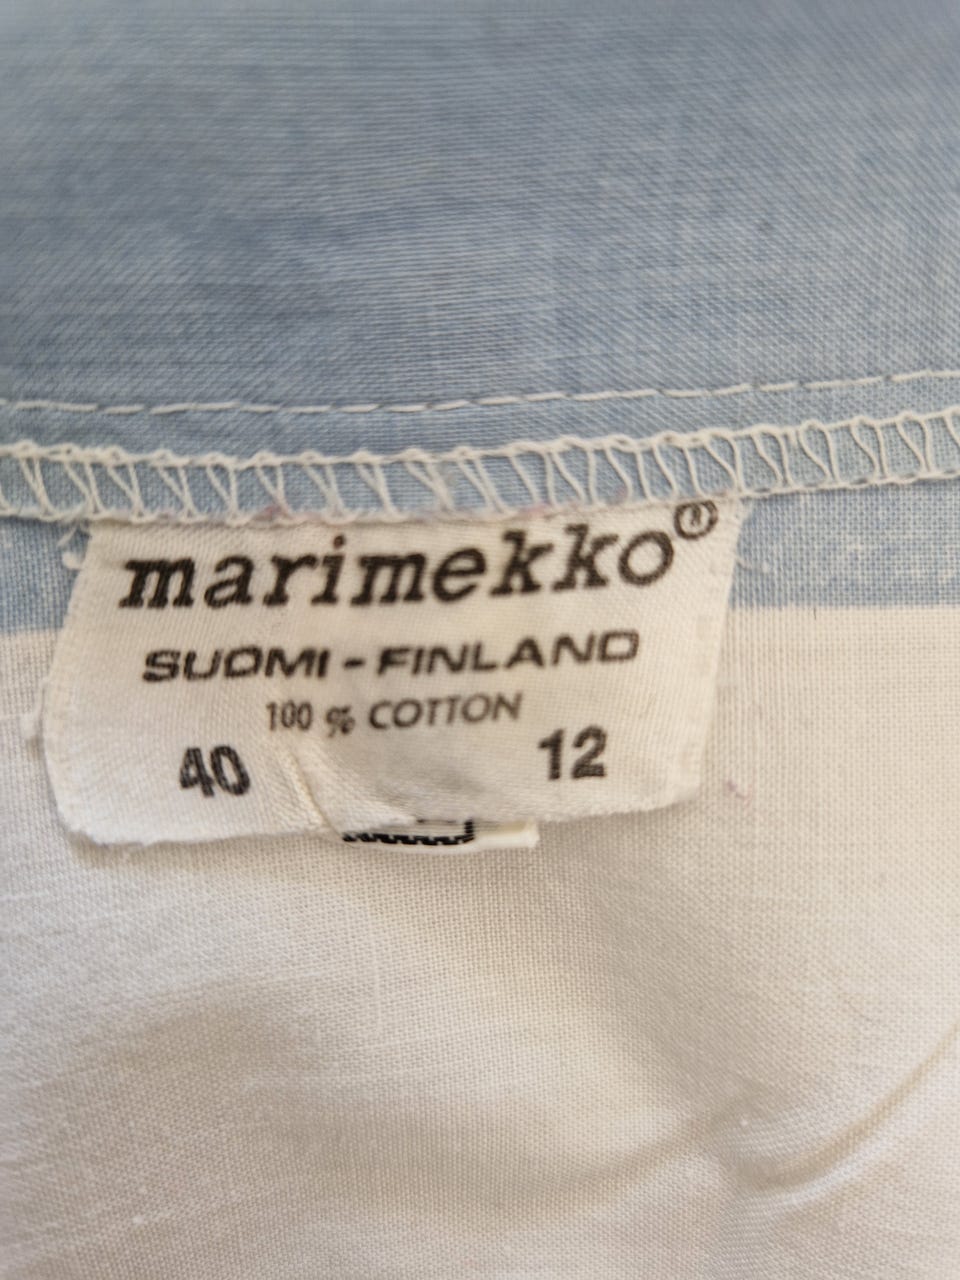 marimekko®
SUOMI - FINLAND
100 % COTTON
40 12